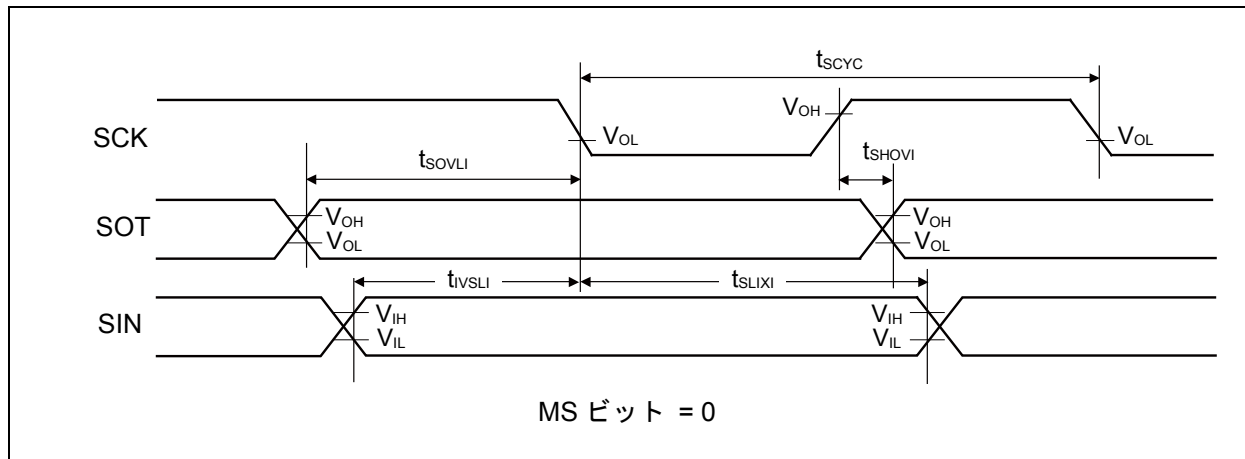 tSCYC
SCK
VOH
VOL
VOL
tSOVLI
tSHOVI
SOT
VOH
VOL
VOH
VOL
tIVSLI
tSLIXI
SIN
VIH
VIL
VIH
VIL
MS ビット = 0